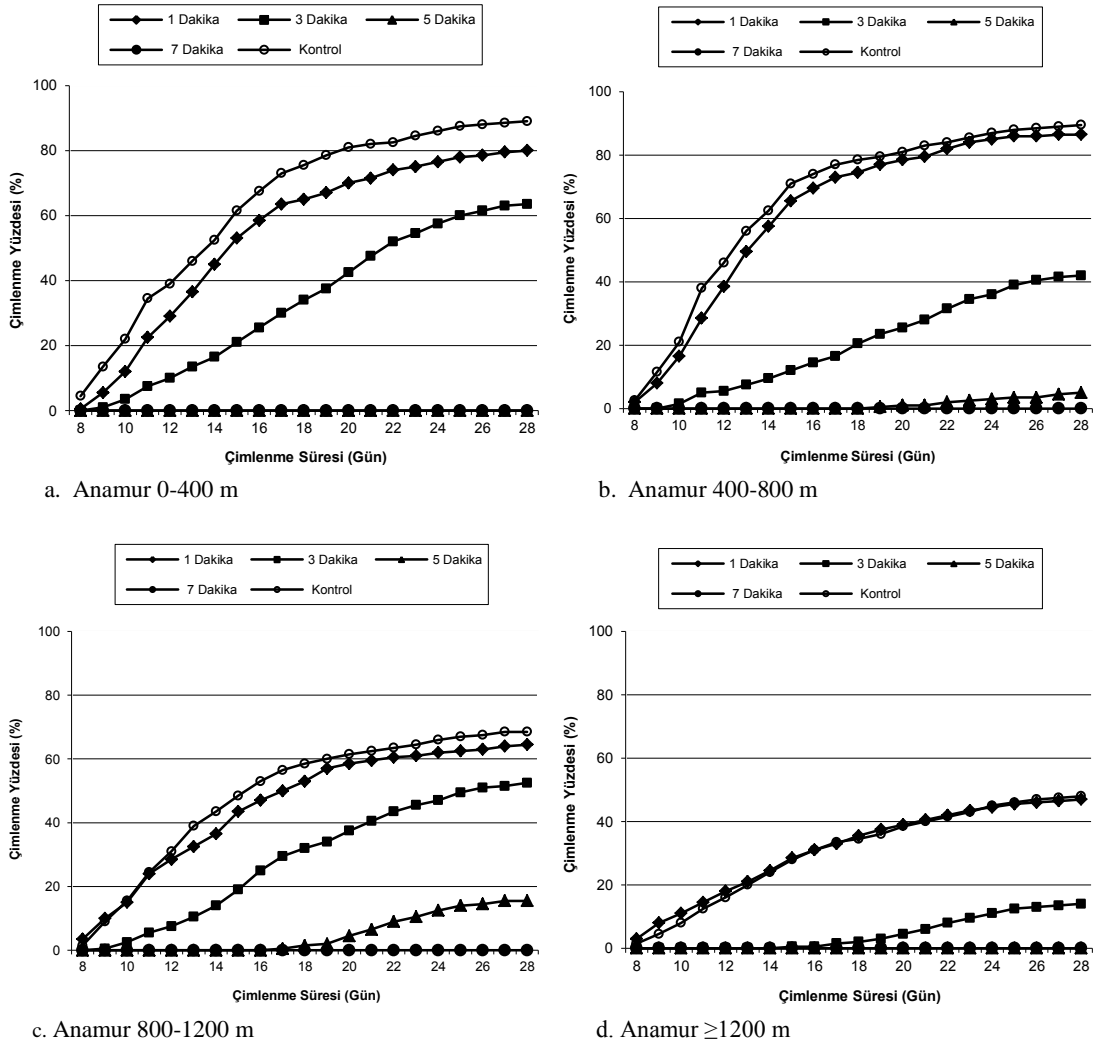 1 Dakika 3 Dakika 5 Dakika
7 Dakika Kontrol
Çimlenme Yüzdesi (%)
100
80
60
40
20
0
8 10 12 14 16 18 20 22 24 26 28
Çimlenme Süresi (Gün)
a. Anamur 0-400 m
1 Dakika 3 Dakika 5 Dakika
7 Dakika Kontrol
Çimlenme Yüzdesi (%)
100
80
60
40
20
0
8 10 12 14 16 18 20 22 24 26 28
Çimlenme Süresi (Gün)
b. Anamur 400-800 m
1 Dakika 3 Dakika 5 Dakika
7 Dakika Kontrol
Çimlenme Yüzdesi (%)
100
80
60
40
20
0
8 10 12 14 16 18 20 22 24 26 28
Çimlenme Süresi (Gün)
c. Anamur 800-1200 m
1 Dakika 3 Dakika 5 Dakika
7 Dakika Kontrol
Çimlenme Yüzdesi (%)
100
80
60
40
20
0
8 10 12 14 16 18 20 22 24 26 28
Çimlenme Süresi (Gün)
d. Anamur ≥1200 m